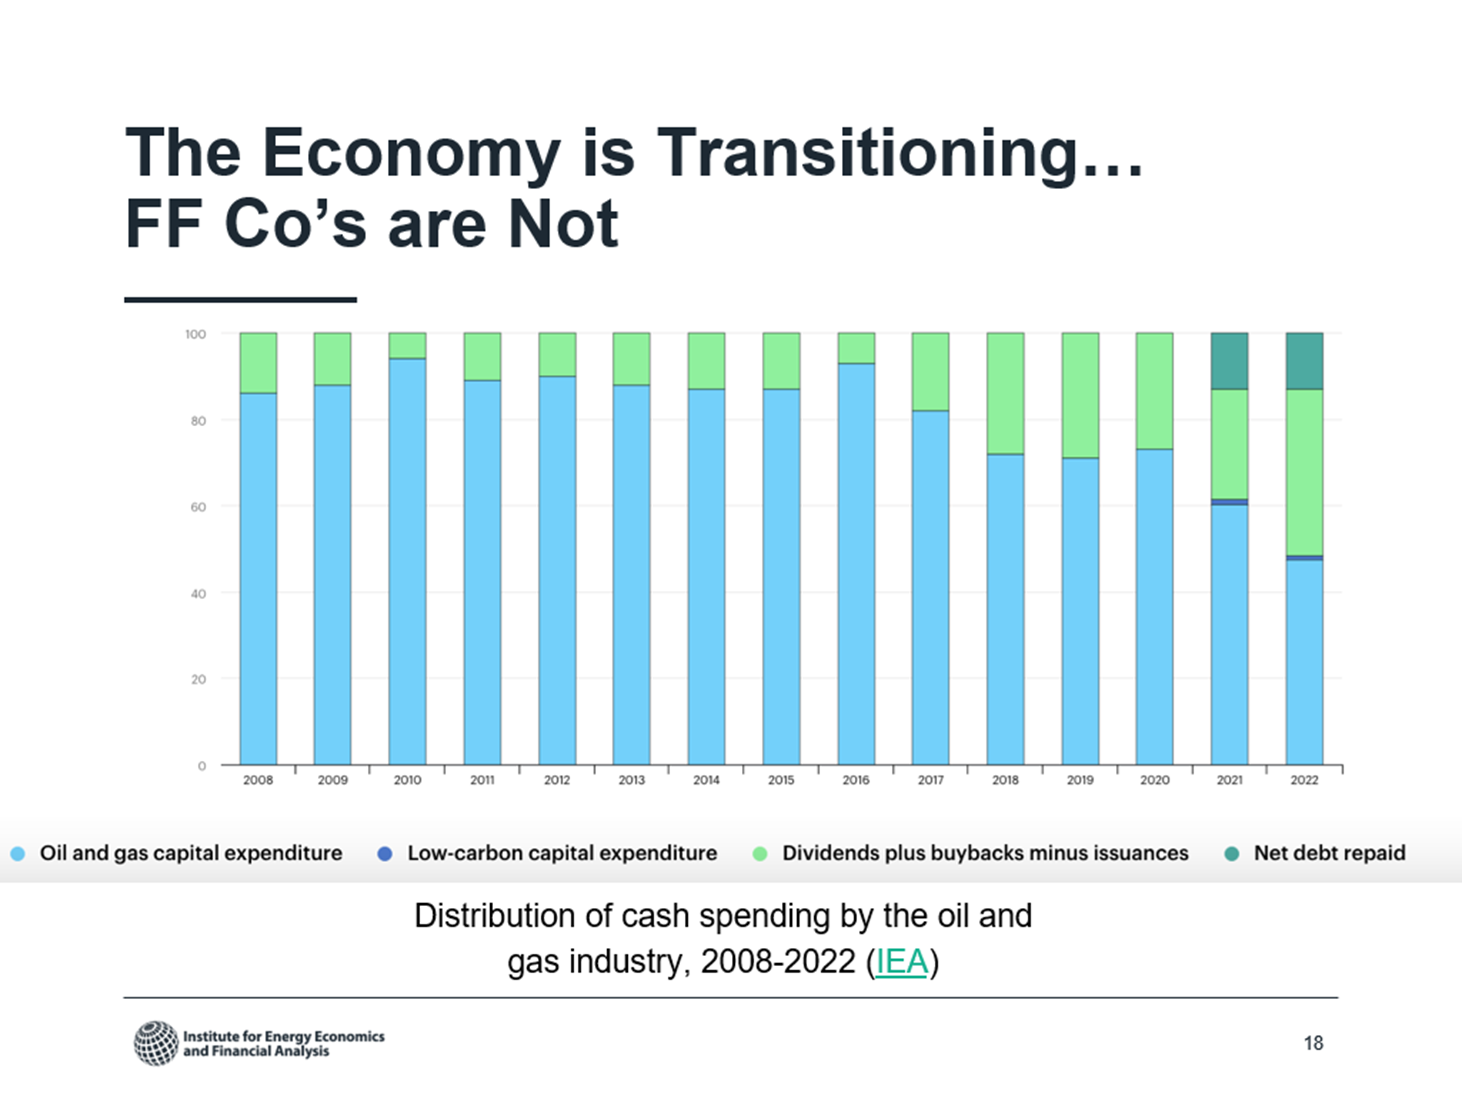 The Economy is Transitioning…
FF Co’s are Not
100
80
60
40
20
0
2008 2009 2010 2011 2012 2013 2014 2015 2016 2017 2018 2019 2020 2021 2022
Oil and gas capital expenditure Low-carbon capital expenditure Dividends plus buybacks minus issuances Net debt repaid
Distribution of cash spending by the oil and
gas industry, 2008-2022 (IEA)
Institute for Energy Economics
and Financial Analysis
18